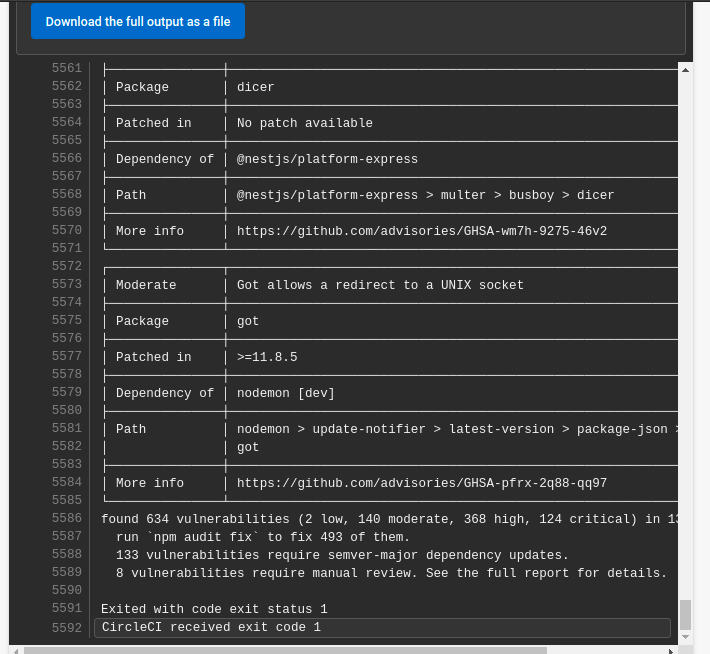 Download the full output as a file
5561
5562 Package dicer
5563
5564 Patched in No patch available
5565
5566 Dependency of @nestjs/platform-express
5567
5568 Path @nestjs/platform-express > multer > busboy > dicer
5569
5570 More info https://github.com/advisories/GHSA-wm7h-9275-46v2
5571
5572
5573 Moderate Got allows a redirect to a UNIX socket
5574
5575 Package got
5576
5577 Patched in >=11.8.5
5578
5579 Dependency of nodemon [dev]
5580
5581 Path nodemon > update-notifier > latest-version > package-json >
5582 got
5583
5584 More info https://github.com/advisories/GHSA-pfrx-2q88-qq97
5585
5586 found 634 vulnerabilities (2 low, 140 moderate, 368 high, 124 critical) in
5587 run `npm audit fix` to fix 493 of them.
5588 133 vulnerabilities require semver-major dependency updates.
5589 8 vulnerabilities require manual review. See the full report for details.
5590
5591 Exited with code exit status 1
5592 CircleCI received exit code 1